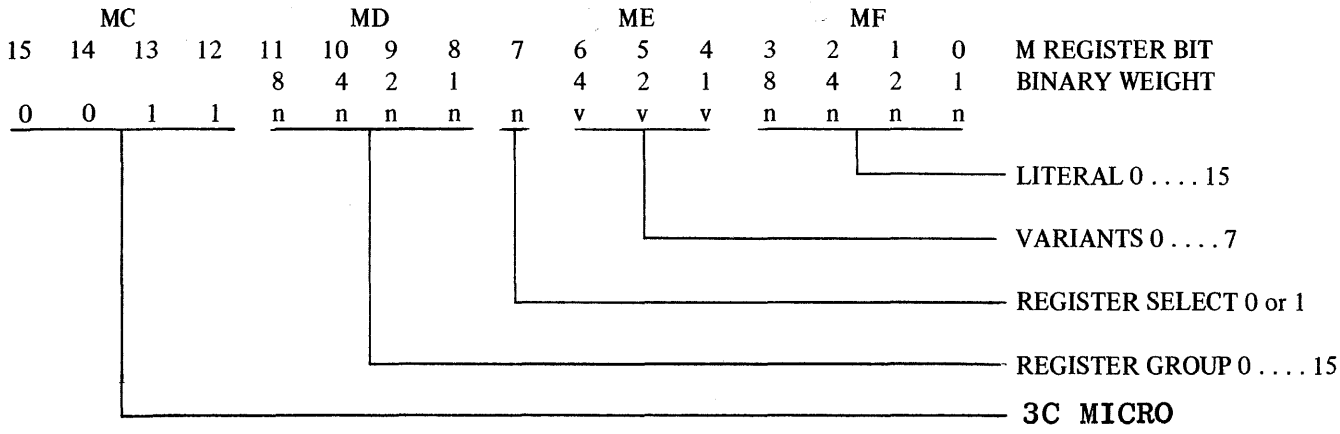 MC MD ME MF
15 14 13 12 11 10 9 8 7 6 5 4 3 2 1 0 M REGISTER BIT
8 4 2 1 4 2 1 8 4 2 1 BINARY WEIGHT
0 0 1 1 n n n n n v v v n n n n
LITERAL 0 . . . . 15
VARIANTS 0 . . . . 7
REGISTER SELECT 0 or 1
REGISTER GROUP 0 . . . . 15
3C MICRO